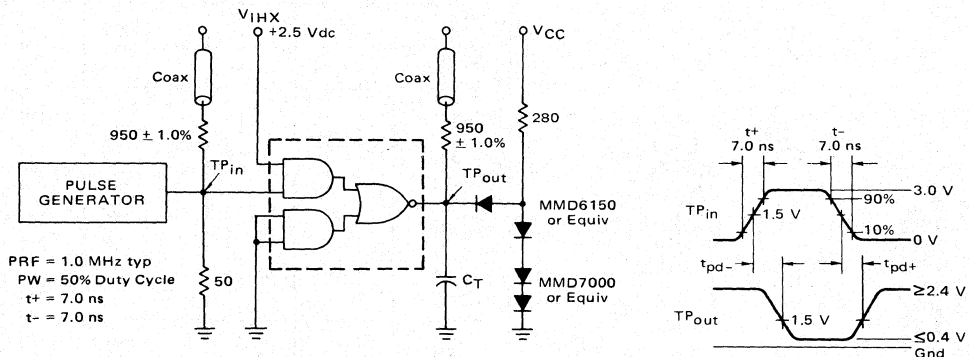 VIHX
+2.5 Vdc
Coax
950 ± 1.0%
TPin
PULSE
GENERATOR
PRF = 1.0 MHz typ
PW = 50% Duty Cycle
t+ = 7.0 ns
t− = 7.0 ns
50
Coax
950
± 1.0%
TPout
CT
VCC
280
MMD6150
or Equiv
MMD7000
or Equiv
t+
7.0 ns
t−
7.0 ns
TPin
1.5 V
3.0 V
90%
10%
0 V
tpd−
tpd+
TPout
1.5 V
≥2.4 V
≤0.4 V
Gnd